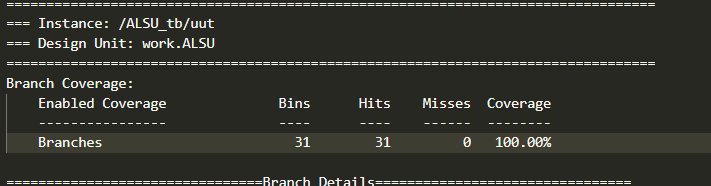 =================================================================================
=== Instance: /ALSU_tb/uut
=== Design Unit: work.ALSU
=================================================================================
Branch Coverage:
    Enabled Coverage              Bins      Hits    Misses  Coverage
    ----------------              ----      ----    ------  --------
    Branches                        31        31         0   100.00%
================================Branch Details================================